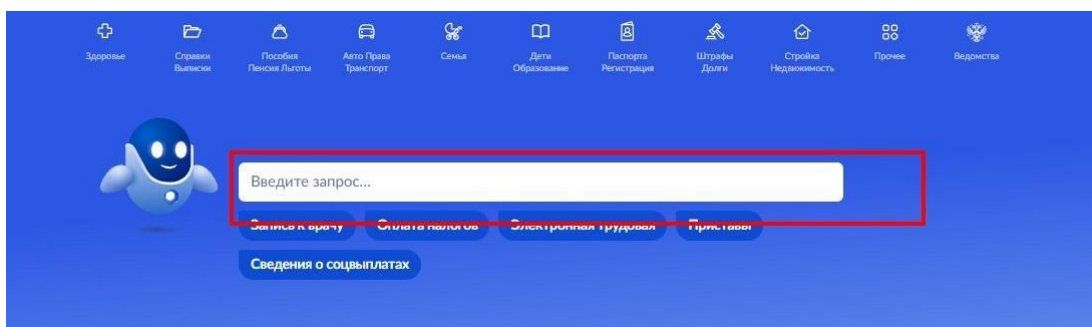 Здоровье
Справки
Выписки
Пособия
Пенсия Льготы
Авто Права
Транспорт
Семья
Дети
Образование
Паспорта
Регистрация
Штрафы
Долги
Стройка
Недвижимость
Прочее
Ведомства
Введите запрос...
Запись к врачу
Оплата налогов
Электронная трудовая
Приставы
Сведения о соцвыплатах